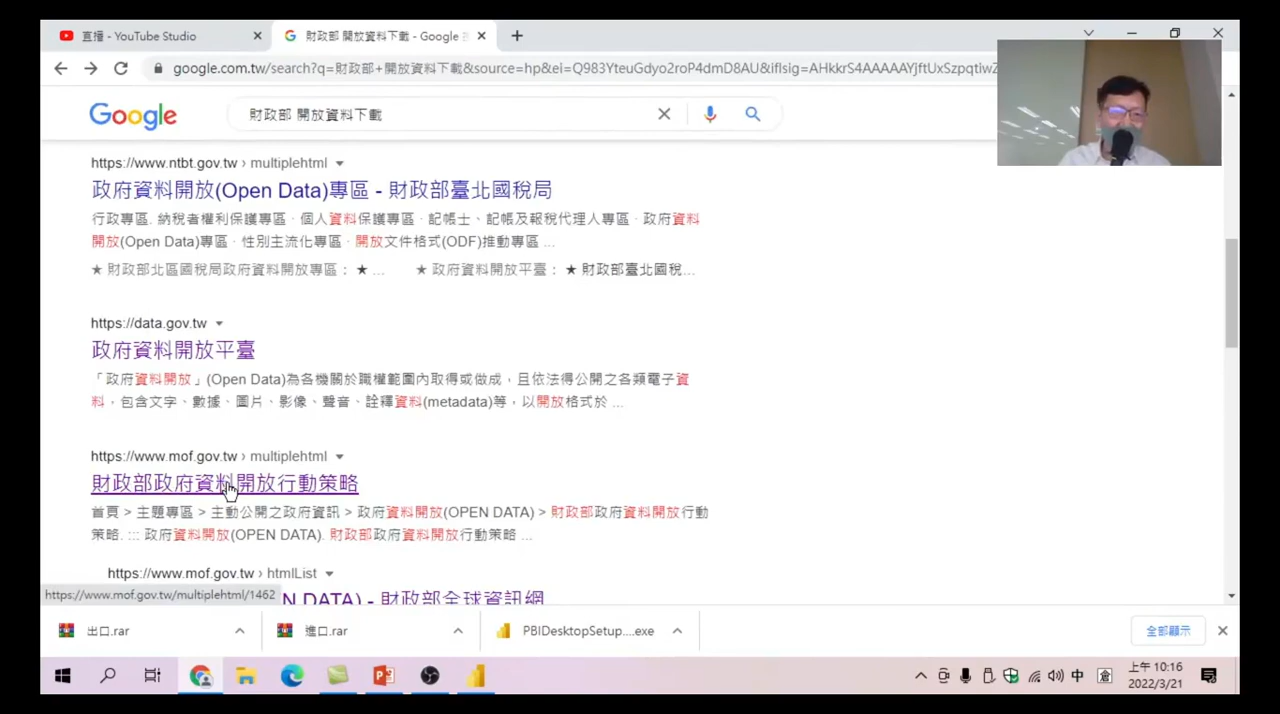 直播 - YouTube Studio
財政部 開放資料下載 - Google
google.com.tw/search?q=財政部+開放資料下載&source=hp&ei=Q983YteuGdyo2roP4dmD8AU&iflsig=AHkkrS4AAAAAYjftUxSzpqtiwZ
Google
財政部 開放資料下載
https://www.ntbt.gov.tw › multiplehtml
政府資料開放(Open Data)專區 - 財政部臺北國稅局
行政專區. 納稅者權利保護專區 · 個人資料保護專區 · 記帳士、記帳及報稅代理人專區 · 政府資料
開放(Open Data)專區 · 性別主流化專區 · 開放文件格式(ODF)推動專區 ...
★ 財政部北區國稅局政府資料開放專區： ★ ... ★ 政府資料開放平臺： ★ 財政部臺北國稅...
https://data.gov.tw
政府資料開放平臺
「政府資料開放」(Open Data)為各機關於職權範圍內取得或做成，且依法得公開之各類電子資
料，包含文字、數據、圖片、影像、聲音、詮釋資料(metadata)等，以開放格式於 ...
https://www.mof.gov.tw › multiplehtml
財政部政府資料開放行動策略
首頁 > 主題專區 > 主動公開之政府資訊 > 政府資料開放(OPEN DATA) > 財政部政府資料開放行動
策略. ::: 政府資料開放(OPEN DATA). 財政部政府資料開放行動策略 ...
https://www.mof.gov.tw › htmlList
https://www.mof.gov.tw/multiplehtml/1462
N DATA) - 財政部全球資訊網
出口.rar
進口.rar
PBIDesktopSetup....exe
全部顯示
中
倉
上午 10:16
2022/3/21